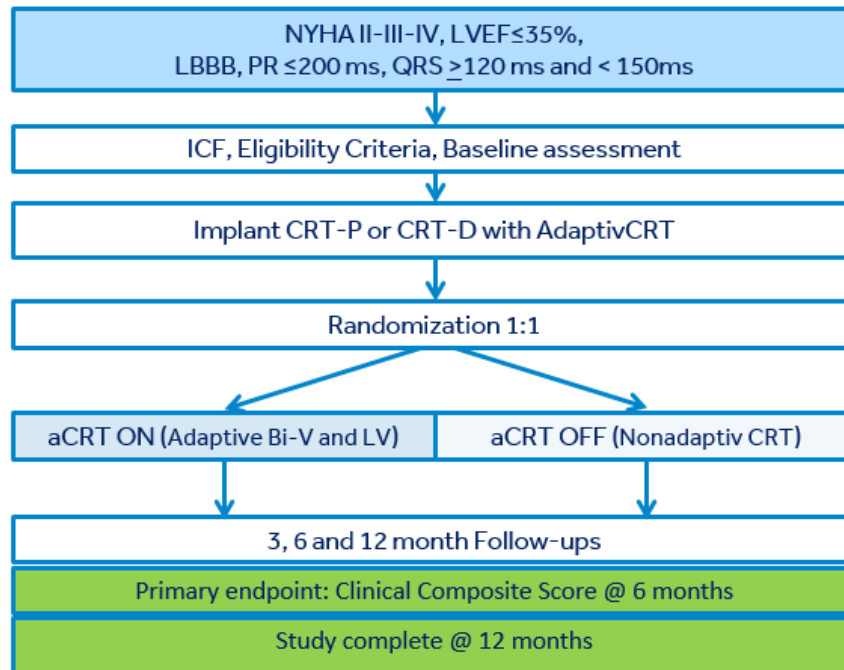 NYHA II-III-IV, LVEF≤35%,
LBBB, PR ≤200 ms, QRS ≥120 ms and < 150ms
ICF, Eligibility Criteria, Baseline assessment
Implant CRT-P or CRT-D with AdaptivCRT
Randomization 1:1
aCRT ON (Adaptive Bi-V and LV)
aCRT OFF (Nonadaptiv CRT)
3, 6 and 12 month Follow-ups
Primary endpoint: Clinical Composite Score @ 6 months
Study complete @ 12 months